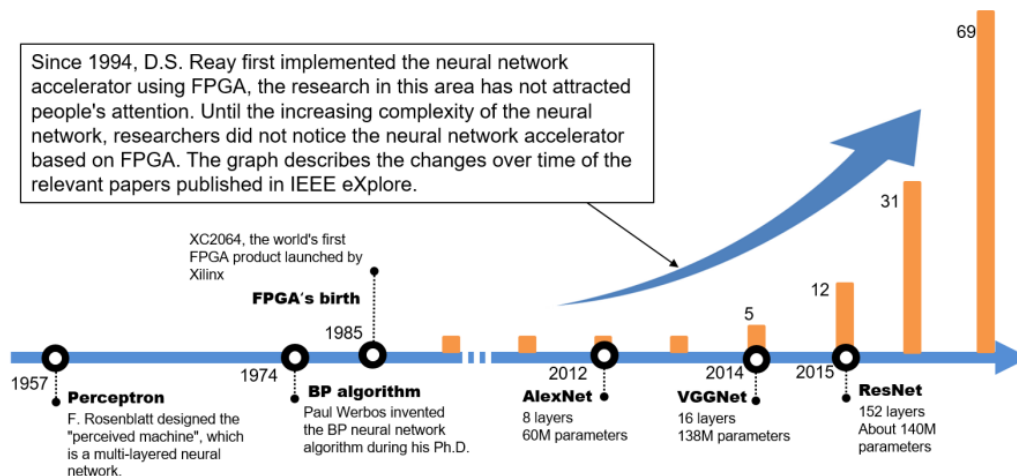 Since 1994, D.S. Reay first implemented the neural network
accelerator using FPGA, the research in this area has not attracted
people's attention. Until the increasing complexity of the neural
network, researchers did not notice the neural network accelerator
based on FPGA. The graph describes the changes over time of the
relevant papers published in IEEE eXplore.
69
31
12
5
XC2064, the world's first
FPGA product launched by
Xilinx
FPGA's birth
1985
1957
Perceptron
F. Rosenblatt designed the
"perceived machine", which
is a multi-layered neural
network.
1974
BP algorithm
Paul Werbos invented
the BP neural network
algorithm during his Ph.D.
2012
AlexNet
8 layers
60M parameters
2014
VGGNet
16 layers
138M parameters
2015
ResNet
152 layers
About 140M
parameters